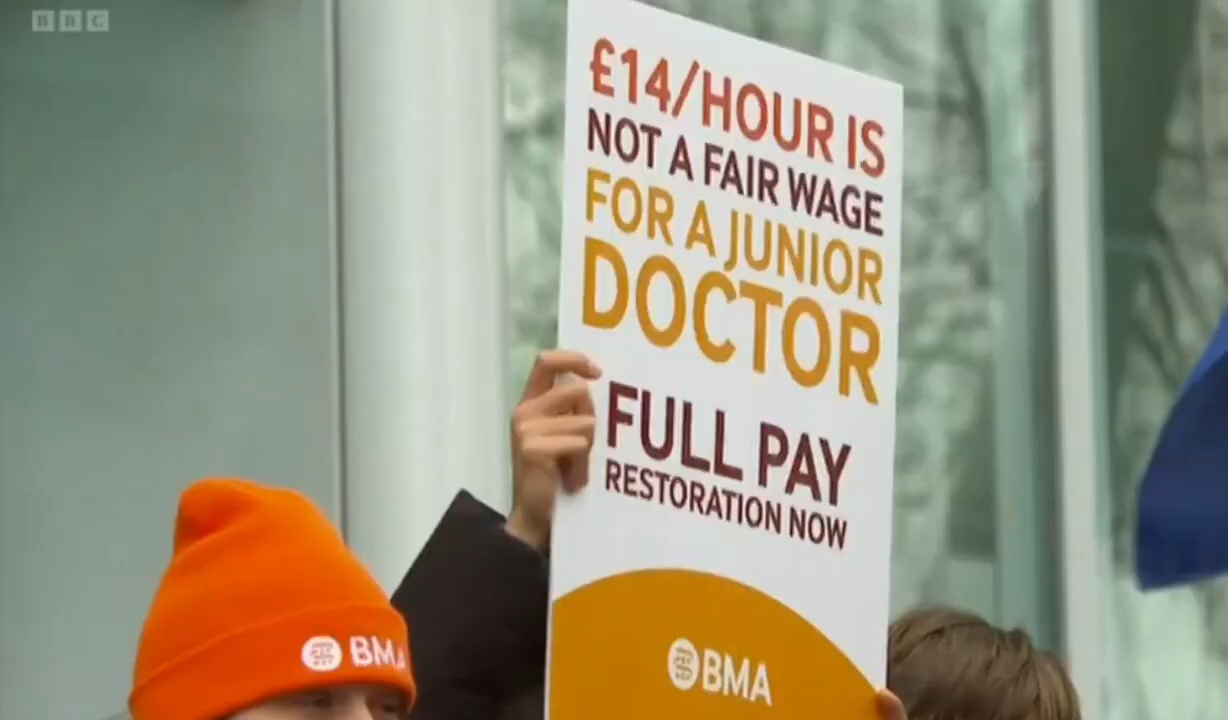 BBC
£14/HOUR IS
NOT A FAIR WAGE
FOR A JUNIOR
DOCTOR
FULL PAY
RESTORATION NOW
BMA
BMA